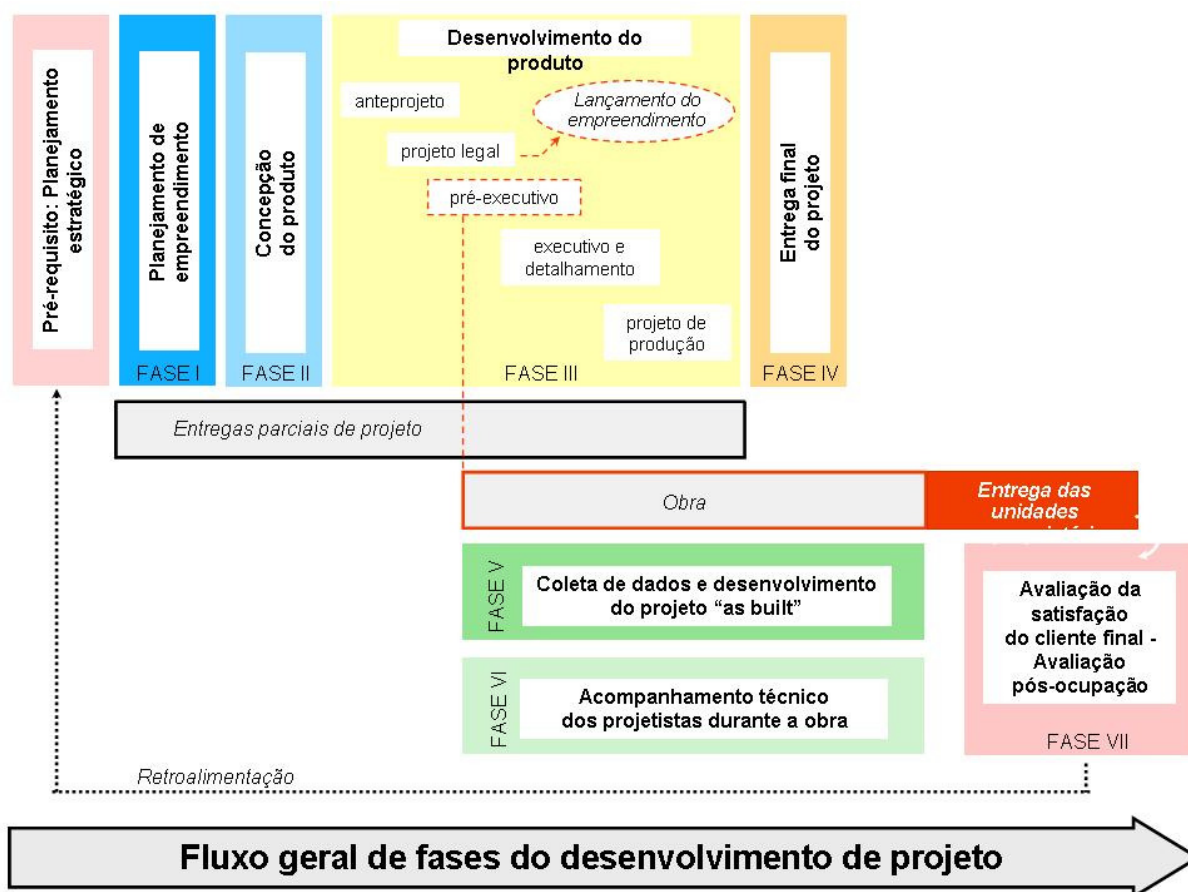 Pré-requisito: Planejamento
estratégico
Planejamento de
empreendimento
FASE I
Concepção
do produto
FASE II
Desenvolvimento do
produto
anteprojeto
Lançamento do
empreendimento
projeto legal
pré-executivo
executivo e
detalhamento
projeto de
produção
FASE III
Entrega final
do projeto
FASE IV
Entregas parciais de projeto
Obra
Entrega das
unidades
FASE V
Coleta de dados e desenvolvimento
do projeto “as built”
FASE VI
Acompanhamento técnico
dos projetistas durante a obra
Avaliação da
satisfação
do cliente final -
Avaliação
pós-ocupação
FASE VII
Retroalimentação
Fluxo geral de fases do desenvolvimento de projeto